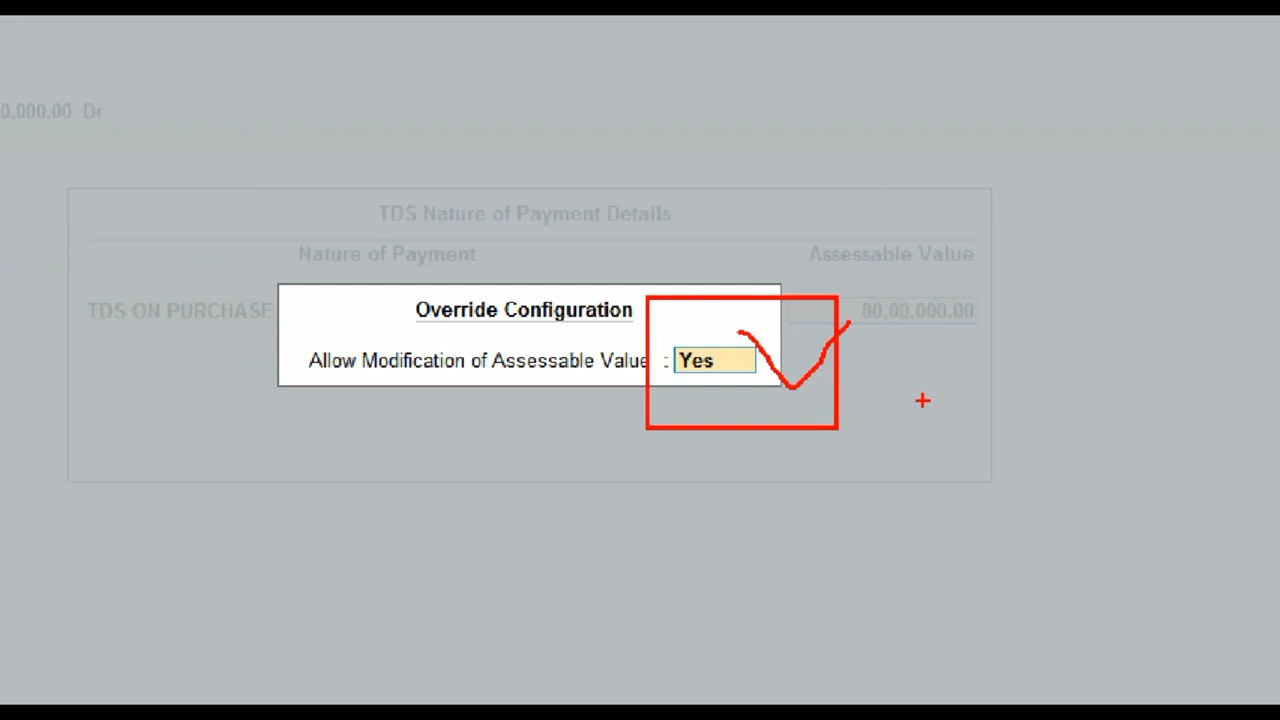 0,000.00 Dr
TDS Nature of Payment Details
Nature of Payment Assessable Value
TDS ON PURCHASE 80,00,000.00
Override Configuration
Allow Modification of Assessable Value : Yes